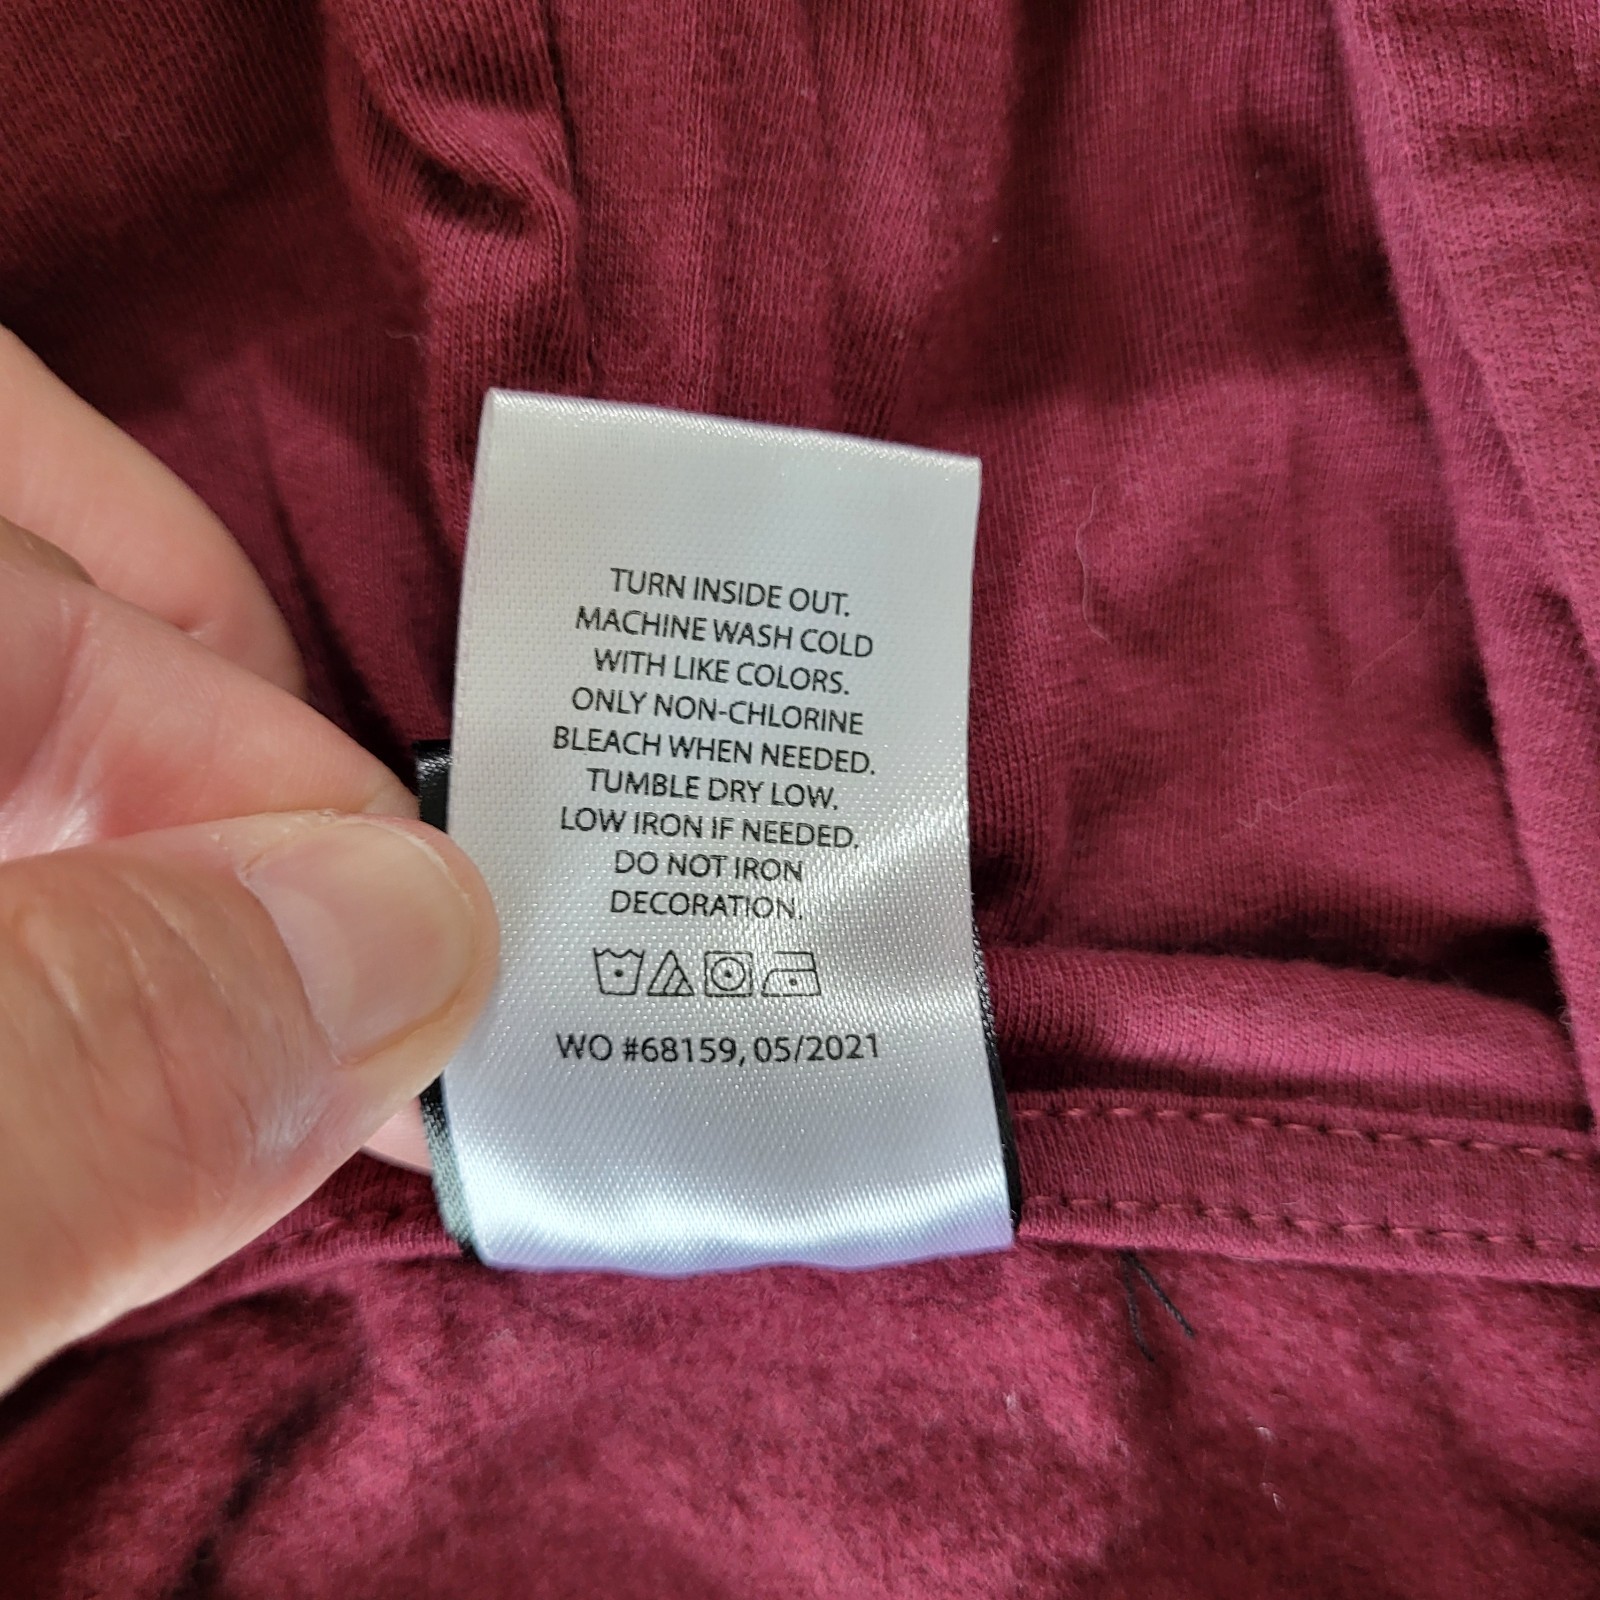 TURN INSIDE OUT.
MACHINE WASH COLD
WITH LIKE COLORS.
ONLY NON-CHLORINE
BLEACH WHEN NEEDED.
TUMBLE DRY LOW.
LOW IRON IF NEEDED.
DO NOT IRON
DECORATION.
WO #68159, 05/2021